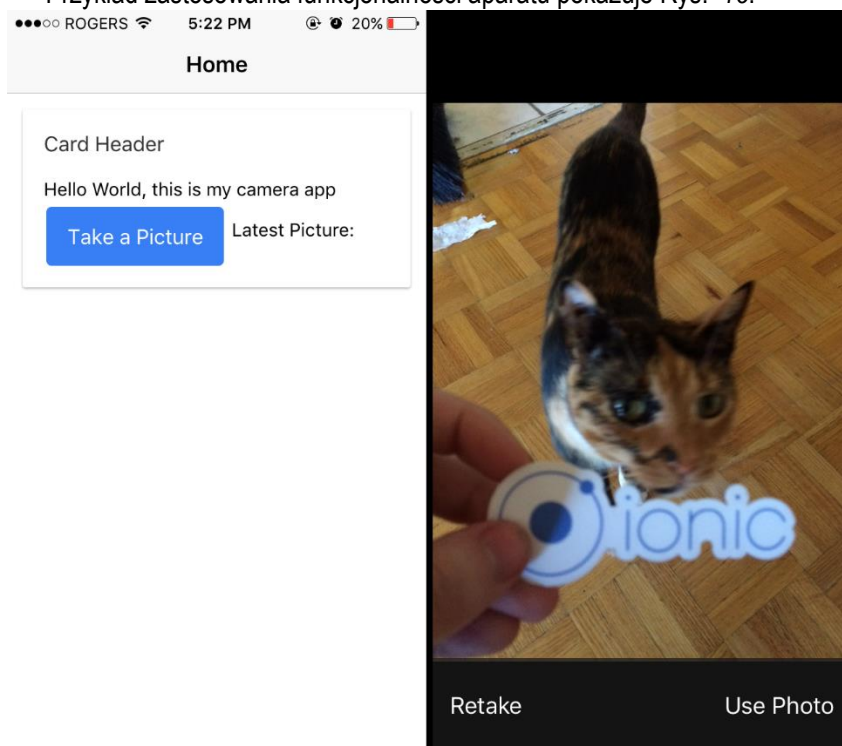 ROGERS 5:22 PM 20%
Home
Card Header
Hello World, this is my camera app
Take a Picture
Latest Picture:
ionic
Retake
Use Photo